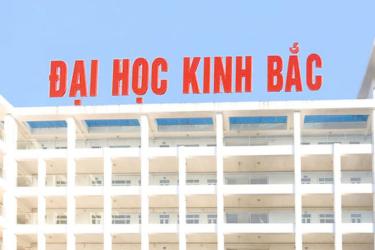 ĐẠI HỌC KINH BẮC